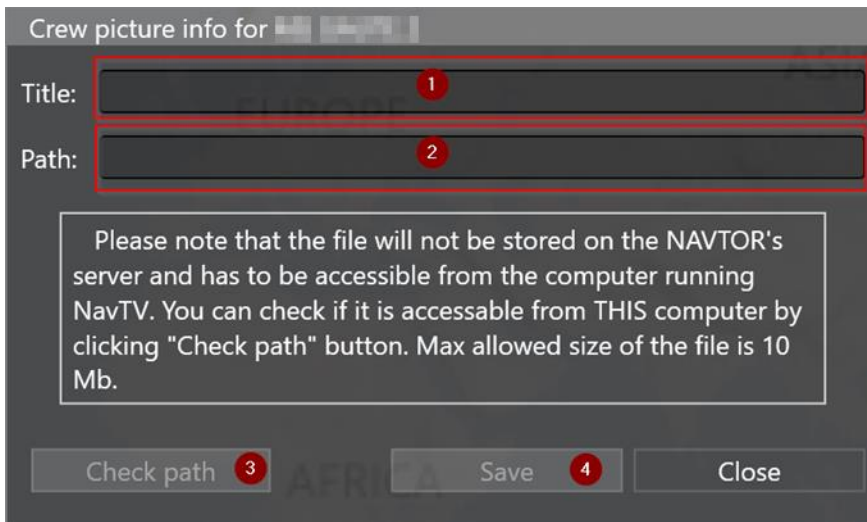 Crew picture info for
ASI
Title:
1
EUROPE
Path:
2
Please note that the file will not be stored on the NAVTOR's
server and has to be accessible from the computer running
NavTV. You can check if it is accessable from THIS computer by
clicking "Check path" button. Max allowed size of the file is 10
Mb.
Check path 3 Save 4 Close
AFRICA